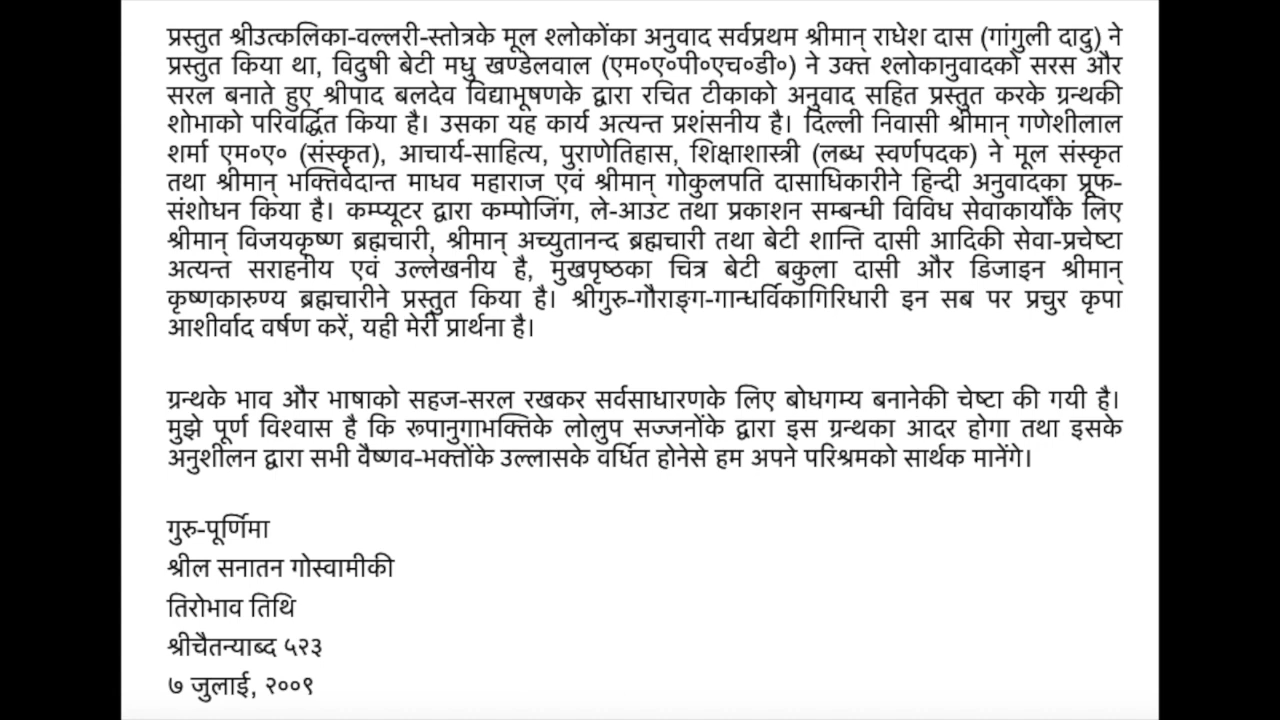 प्रस्तुत श्रीउत्कलिका-वल्लरी-स्तोत्रके मूल श्लोकोंका अनुवाद सर्वप्रथम श्रीमान् राधेश दास (गांगुली दादु) ने
प्रस्तुत किया था, विदुषी बेटी मधु खण्डेलवाल (एम०ए०पी०एच०डी०) ने उक्त श्लोकानुवादको सरस और
सरल बनाते हुए श्रीपाद बलदेव विद्याभूषणके द्वारा रचित टीकाको अनुवाद सहित प्रस्तुत करके ग्रन्थकी
शोभाको परिवर्द्धित किया है। उसका यह कार्य अत्यन्त प्रशंसनीय है। दिल्ली निवासी श्रीमान् गणेशीलाल
शर्मा एम०ए० (संस्कृत), आचार्य-साहित्य, पुराणेतिहास, शिक्षाशास्त्री (लब्ध स्वर्णपदक) ने मूल संस्कृत
तथा श्रीमान् भक्तिवेदान्त माधव महाराज एवं श्रीमान् गोकुलपति दासाधिकारीने हिन्दी अनुवादका प्रूफ-
संशोधन किया है। कम्प्यूटर द्वारा कम्पोजिंग, ले-आउट तथा प्रकाशन सम्बन्धी विविध सेवाकार्योंके लिए
श्रीमान् विजयकृष्ण ब्रह्मचारी, श्रीमान् अच्युतानन्द ब्रह्मचारी तथा बेटी शान्ति दासी आदिकी सेवा-प्रचेष्टा
अत्यन्त सराहनीय एवं उल्लेखनीय है, मुखपृष्ठका चित्र बेटी बकुला दासी और डिजाइन श्रीमान्
कृष्णकारुण्य ब्रह्मचारीने प्रस्तुत किया है। श्रीगुरु-गौराङ्ग-गान्धर्विकागिरिधारी इन सब पर प्रचुर कृपा
आशीर्वाद वर्षण करें, यही मेरी प्रार्थना है।
ग्रन्थके भाव और भाषाको सहज-सरल रखकर सर्वसाधारणके लिए बोधगम्य बनानेकी चेष्टा की गयी है।
मुझे पूर्ण विश्वास है कि रूपानुगाभक्तिके लोलुप सज्जनोंके द्वारा इस ग्रन्थका आदर होगा तथा इसके
अनुशीलन द्वारा सभी वैष्णव-भक्तोंके उल्लासके वर्धित होनेसे हम अपने परिश्रमको सार्थक मानेंगे।
गुरु-पूर्णिमा
श्रील सनातन गोस्वामीकी
तिरोभाव तिथि
श्रीचैतन्याब्द ५२३
७ जुलाई, २००९